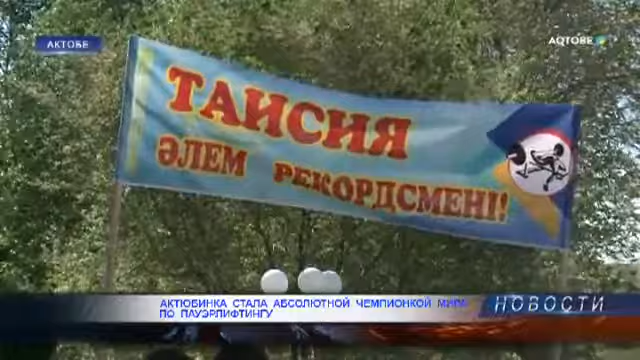 АКТОБЕ
AQTOBE
ТАИСИЯ
ӘЛЕМ РЕКОРДСМЕНІ!
АКТЮБИНКА СТАЛА АБСОЛЮТНОЙ ЧЕМПИОНКОЙ МИРА
ПО ПАУЭРЛИФТИНГУ
НОВОСТИ